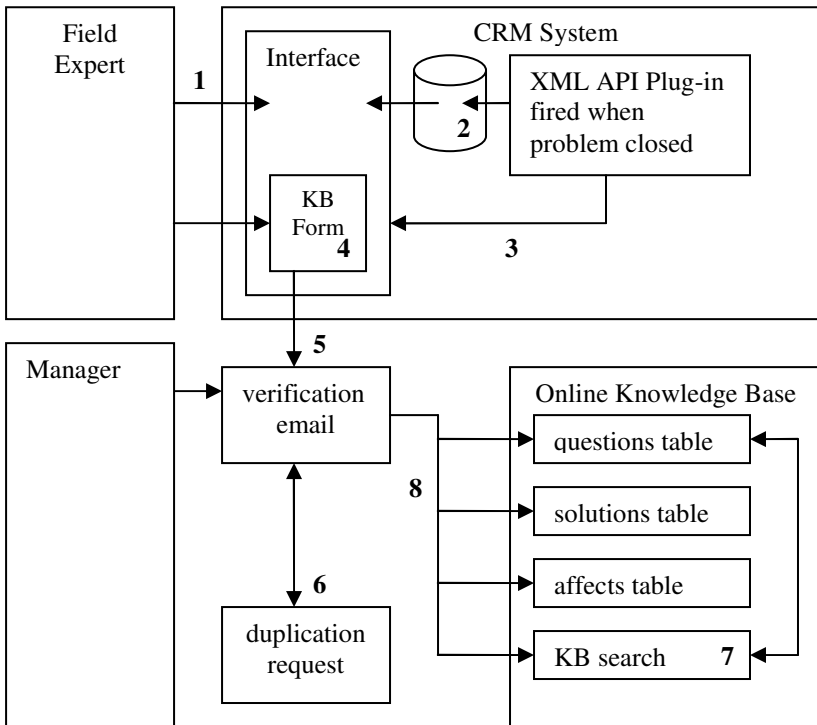 Field
Expert
1
Interface
CRM System
2
XML API Plug-in
fired when
problem closed
KB
Form
4
3
5
Manager
verification
email
Online Knowledge Base
questions table
8
solutions table
affects table
6
duplication
request
KB search
7